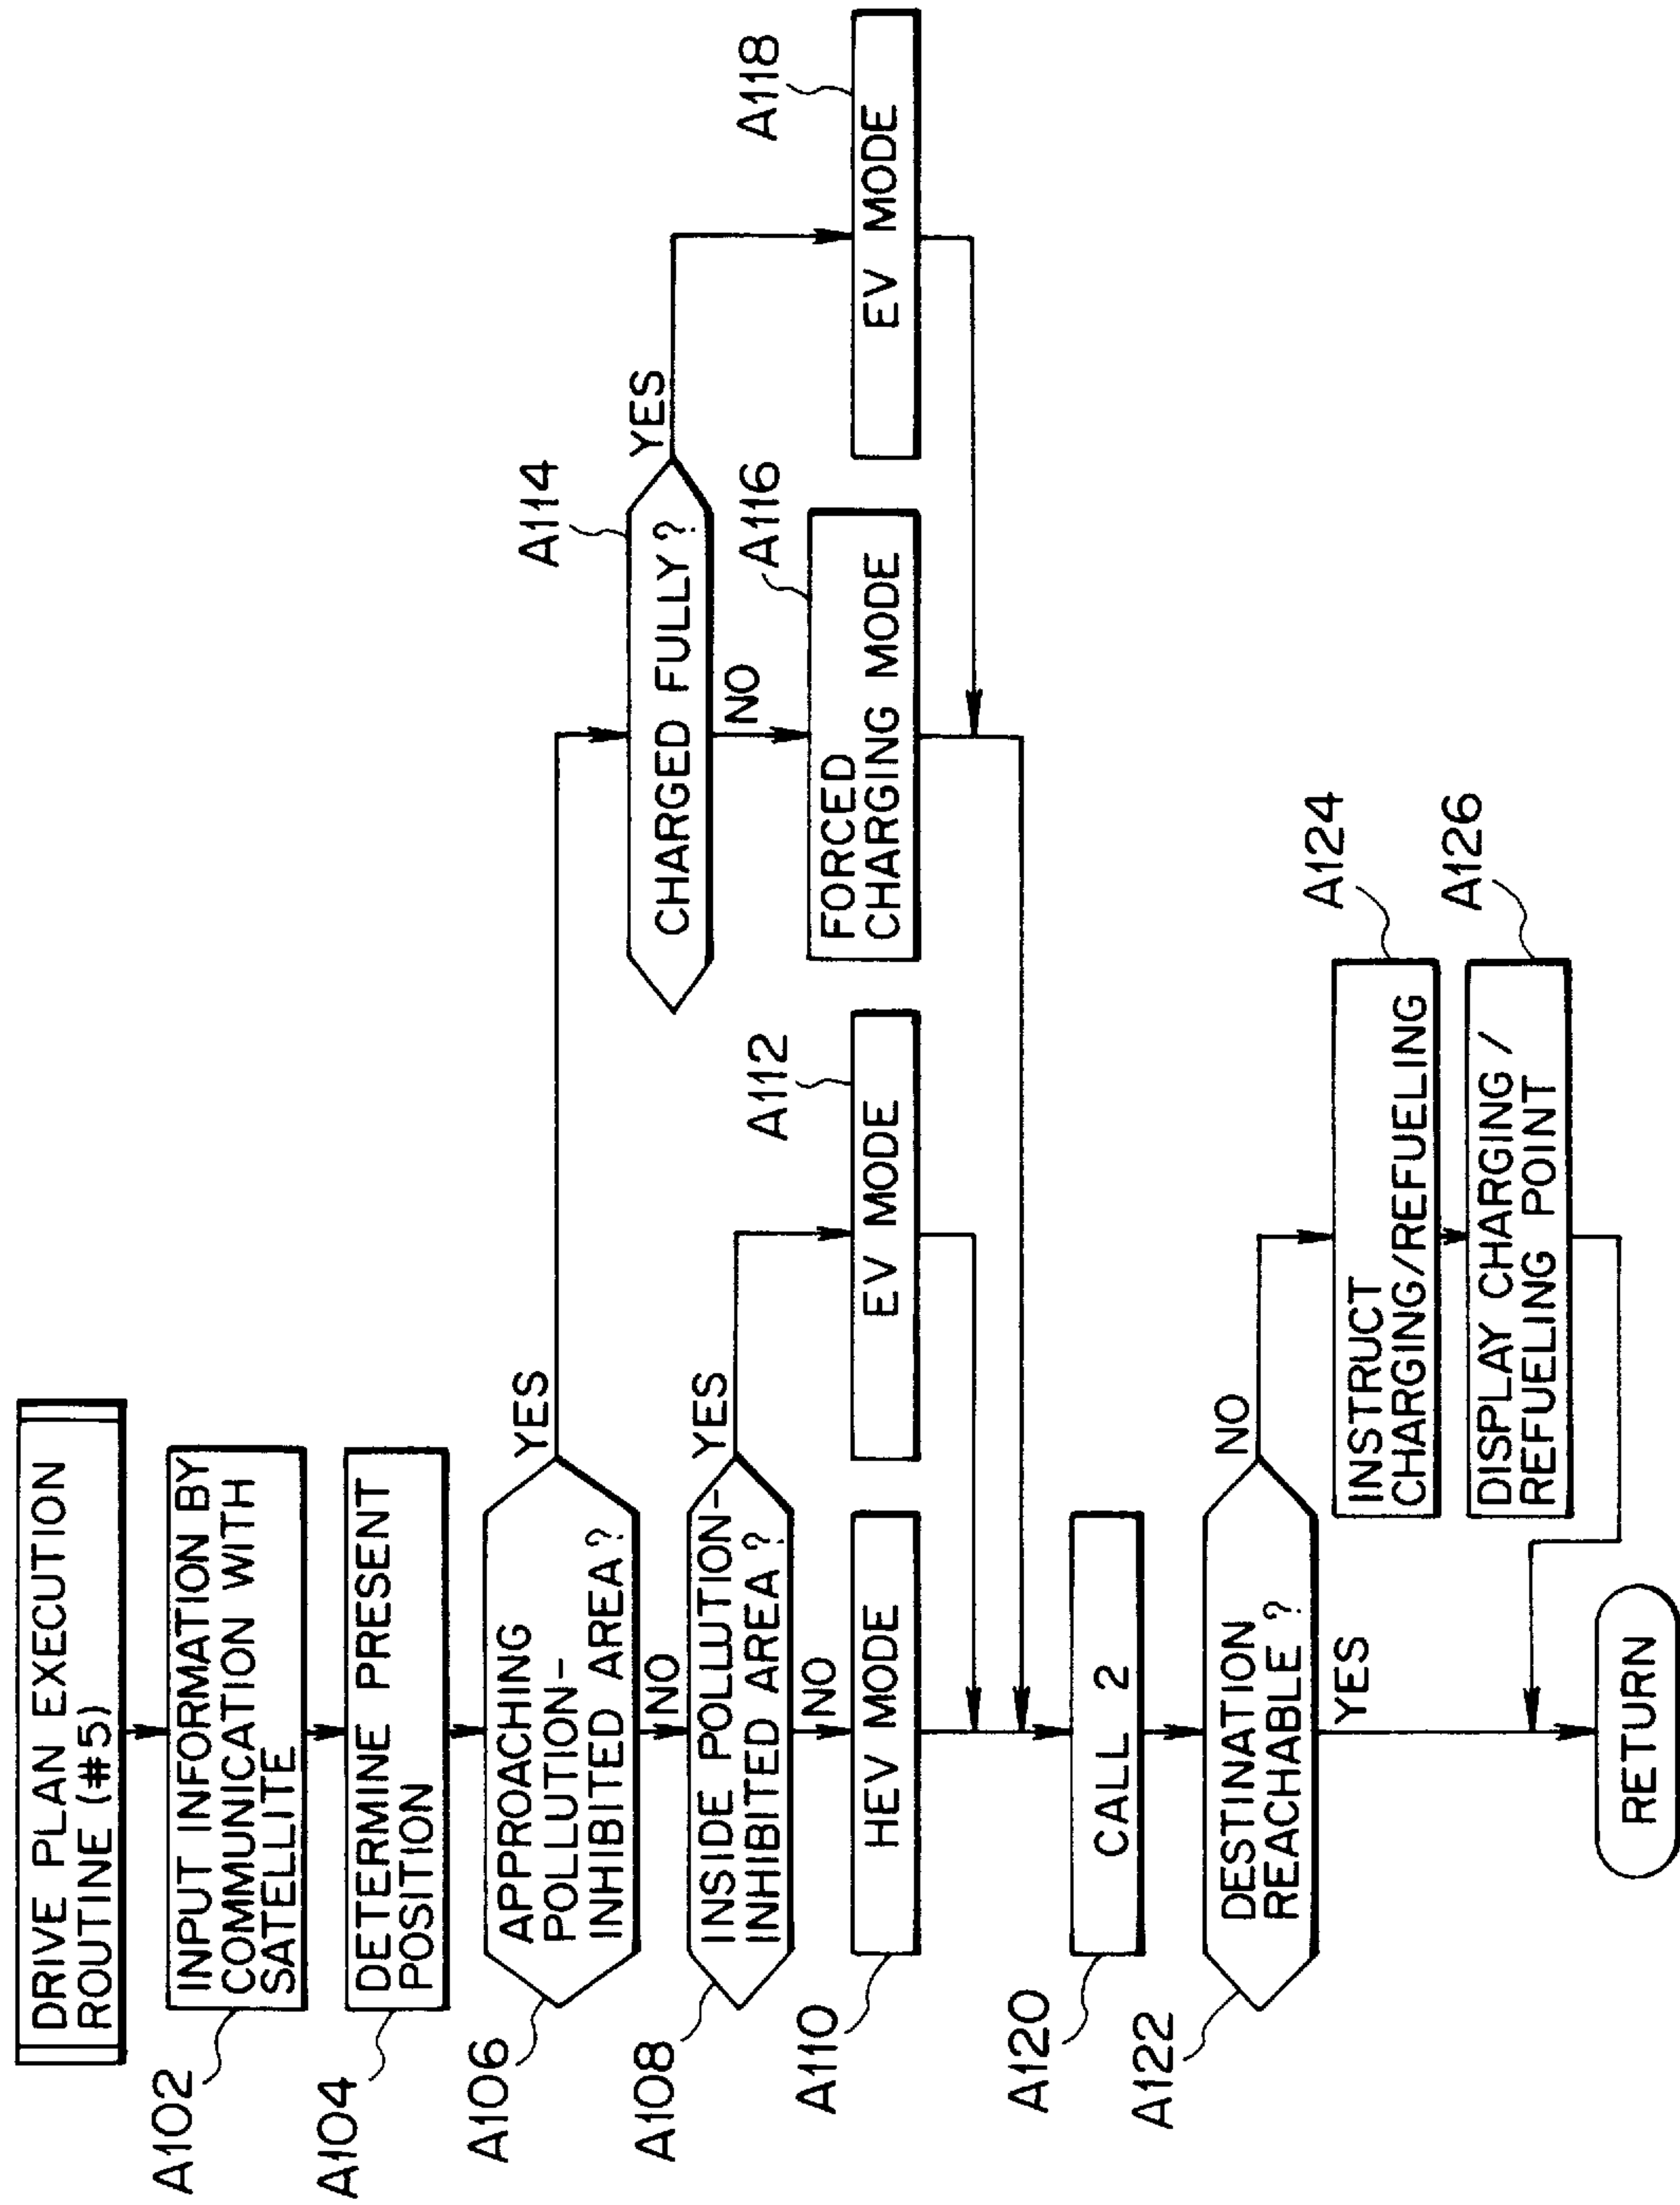 DRIVE PLAN EXECUTION
ROUTINE (#5)
A102
INPUT INFORMATION BY
COMMUNICATION WITH
SATELLITE
A104
DETERMINE PRESENT
POSITION
A106
APPROACHING
POLLUTION-
INHIBITED AREA?
YES
NO
A108
INSIDE POLLUTION-
INHIBITED AREA ?
YES
NO
A110
HEV MODE
A112
EV MODE
A114
CHARGED FULLY ?
YES
NO
A116
FORCED
CHARGING MODE
A118
EV MODE
A120
CALL 2
A122
DESTINATION
REACHABLE ?
NO
YES
A124
INSTRUCT
CHARGING/REFUELING
A126
DISPLAY CHARGING /
REFUELING POINT
RETURN